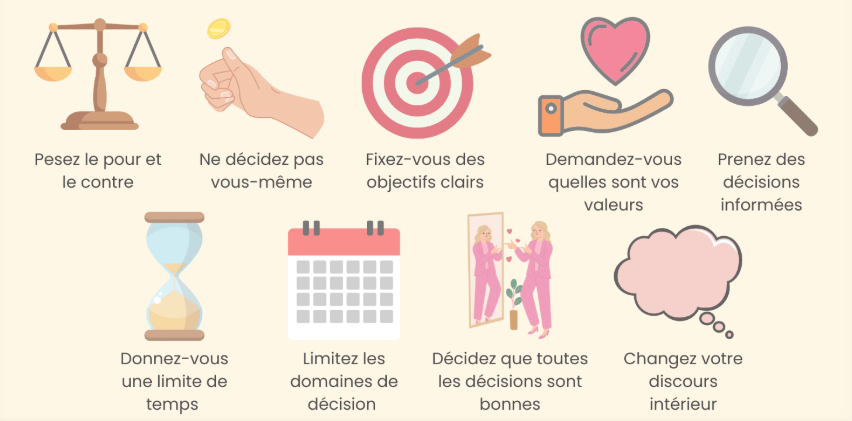 Pesez le pour et
le contre
Ne décidez pas
vous-même
Fixez-vous des
objectifs clairs
Demandez-vous
quelles sont vos
valeurs
Prenez des
décisions
informées
Donnez-vous
une limite de
temps
Limitez les
domaines de
décision
Décidez que toutes
les décisions sont
bonnes
Changez votre
discours
intérieur